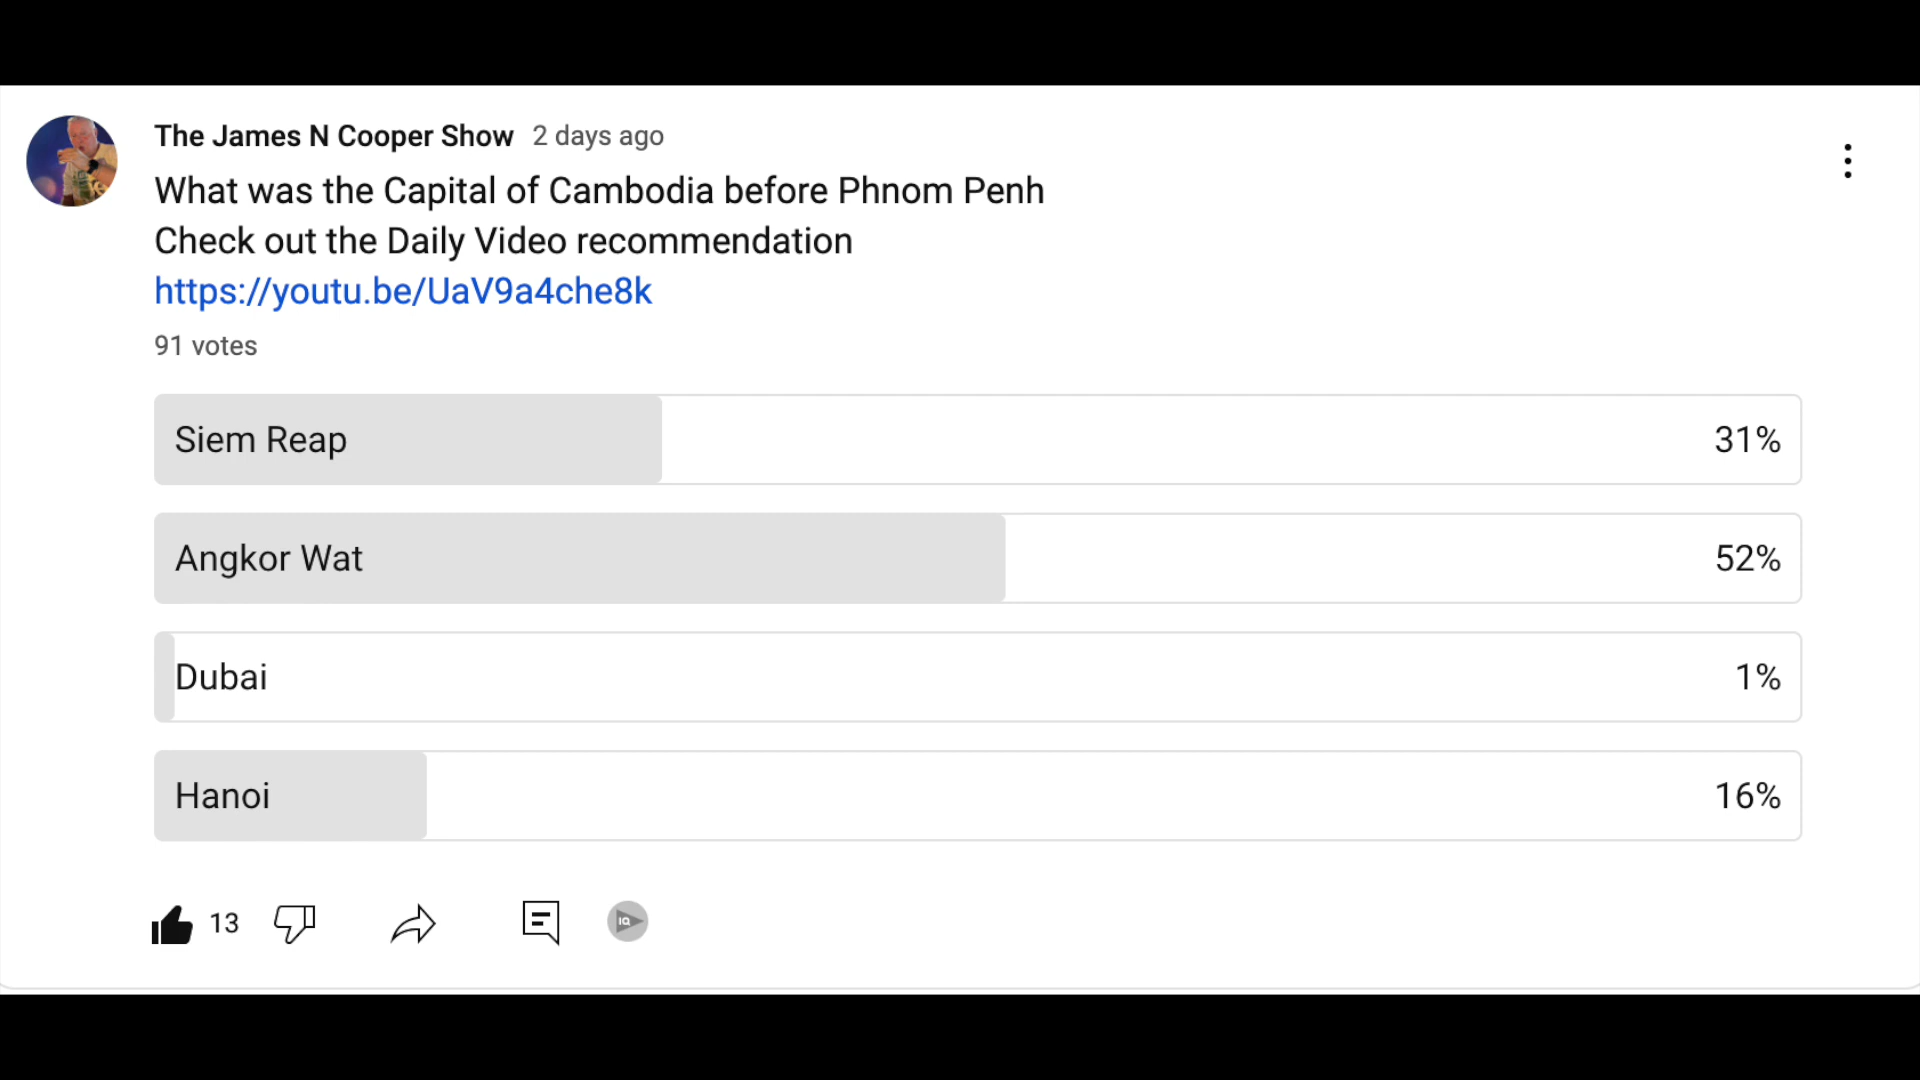 The James N Cooper Show 2 days ago
What was the Capital of Cambodia before Phnom Penh
Check out the Daily Video recommendation
https://youtu.be/UaV9a4che8k
91 votes
Siem Reap 31%
Angkor Wat 52%
Dubai 1%
Hanoi 16%
13
IQ